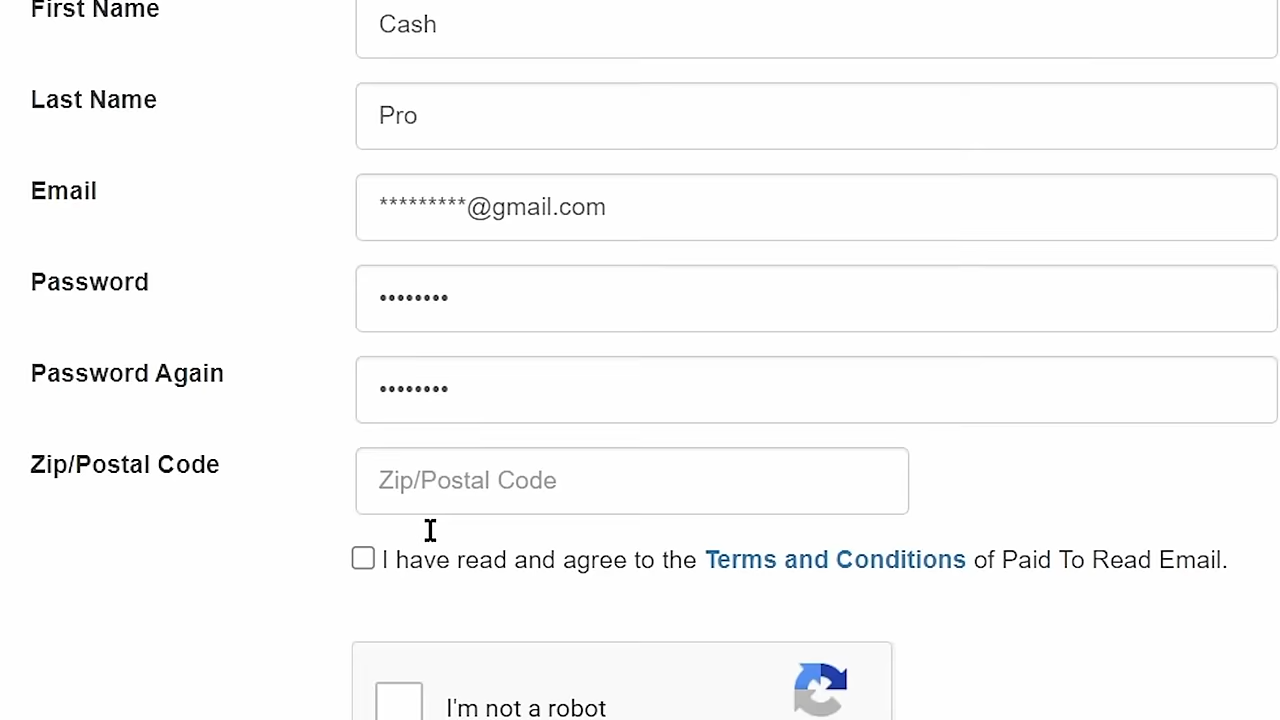 First Name
Cash
Last Name
Pro
Email
*********@gmail.com
Password
••••••••
Password Again
••••••••
Zip/Postal Code
Zip/Postal Code
I have read and agree to the Terms and Conditions of Paid To Read Email.
I'm not a robot